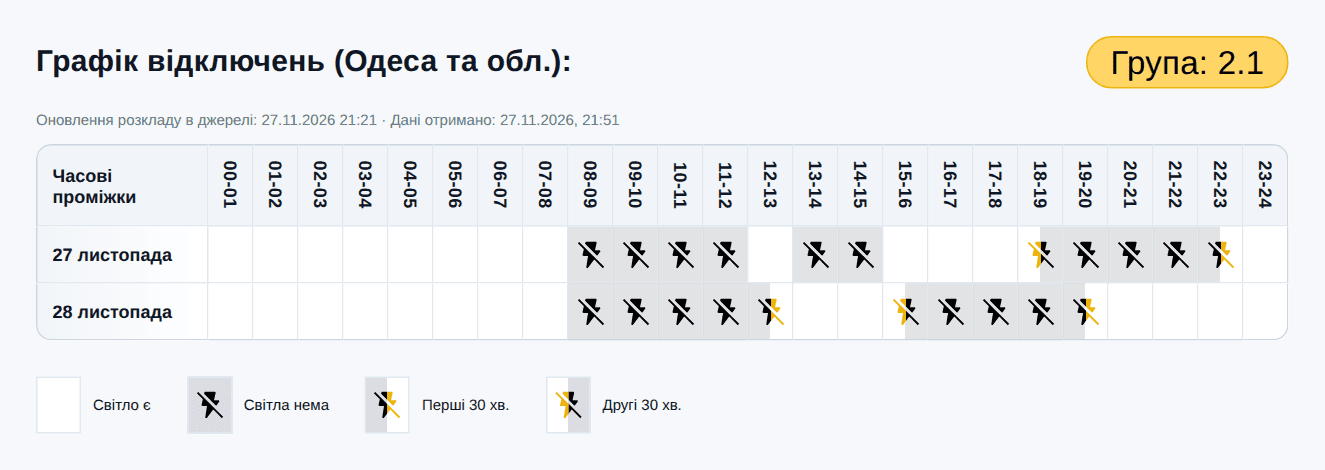 Графік відключень (Одеса та обл.):
Група: 2.1
Оновлення розкладу в джерелі: 27.11.2026 21:21 · Дані отримано: 27.11.2026, 21:51
Часові
проміжки
00-01
01-02
02-03
03-04
04-05
05-06
06-07
07-08
08-09
09-10
10-11
11-12
12-13
13-14
14-15
15-16
16-17
17-18
18-19
19-20
20-21
21-22
22-23
23-24
27 листопада
28 листопада
Світло є
Світла нема
Перші 30 хв.
Другі 30 хв.